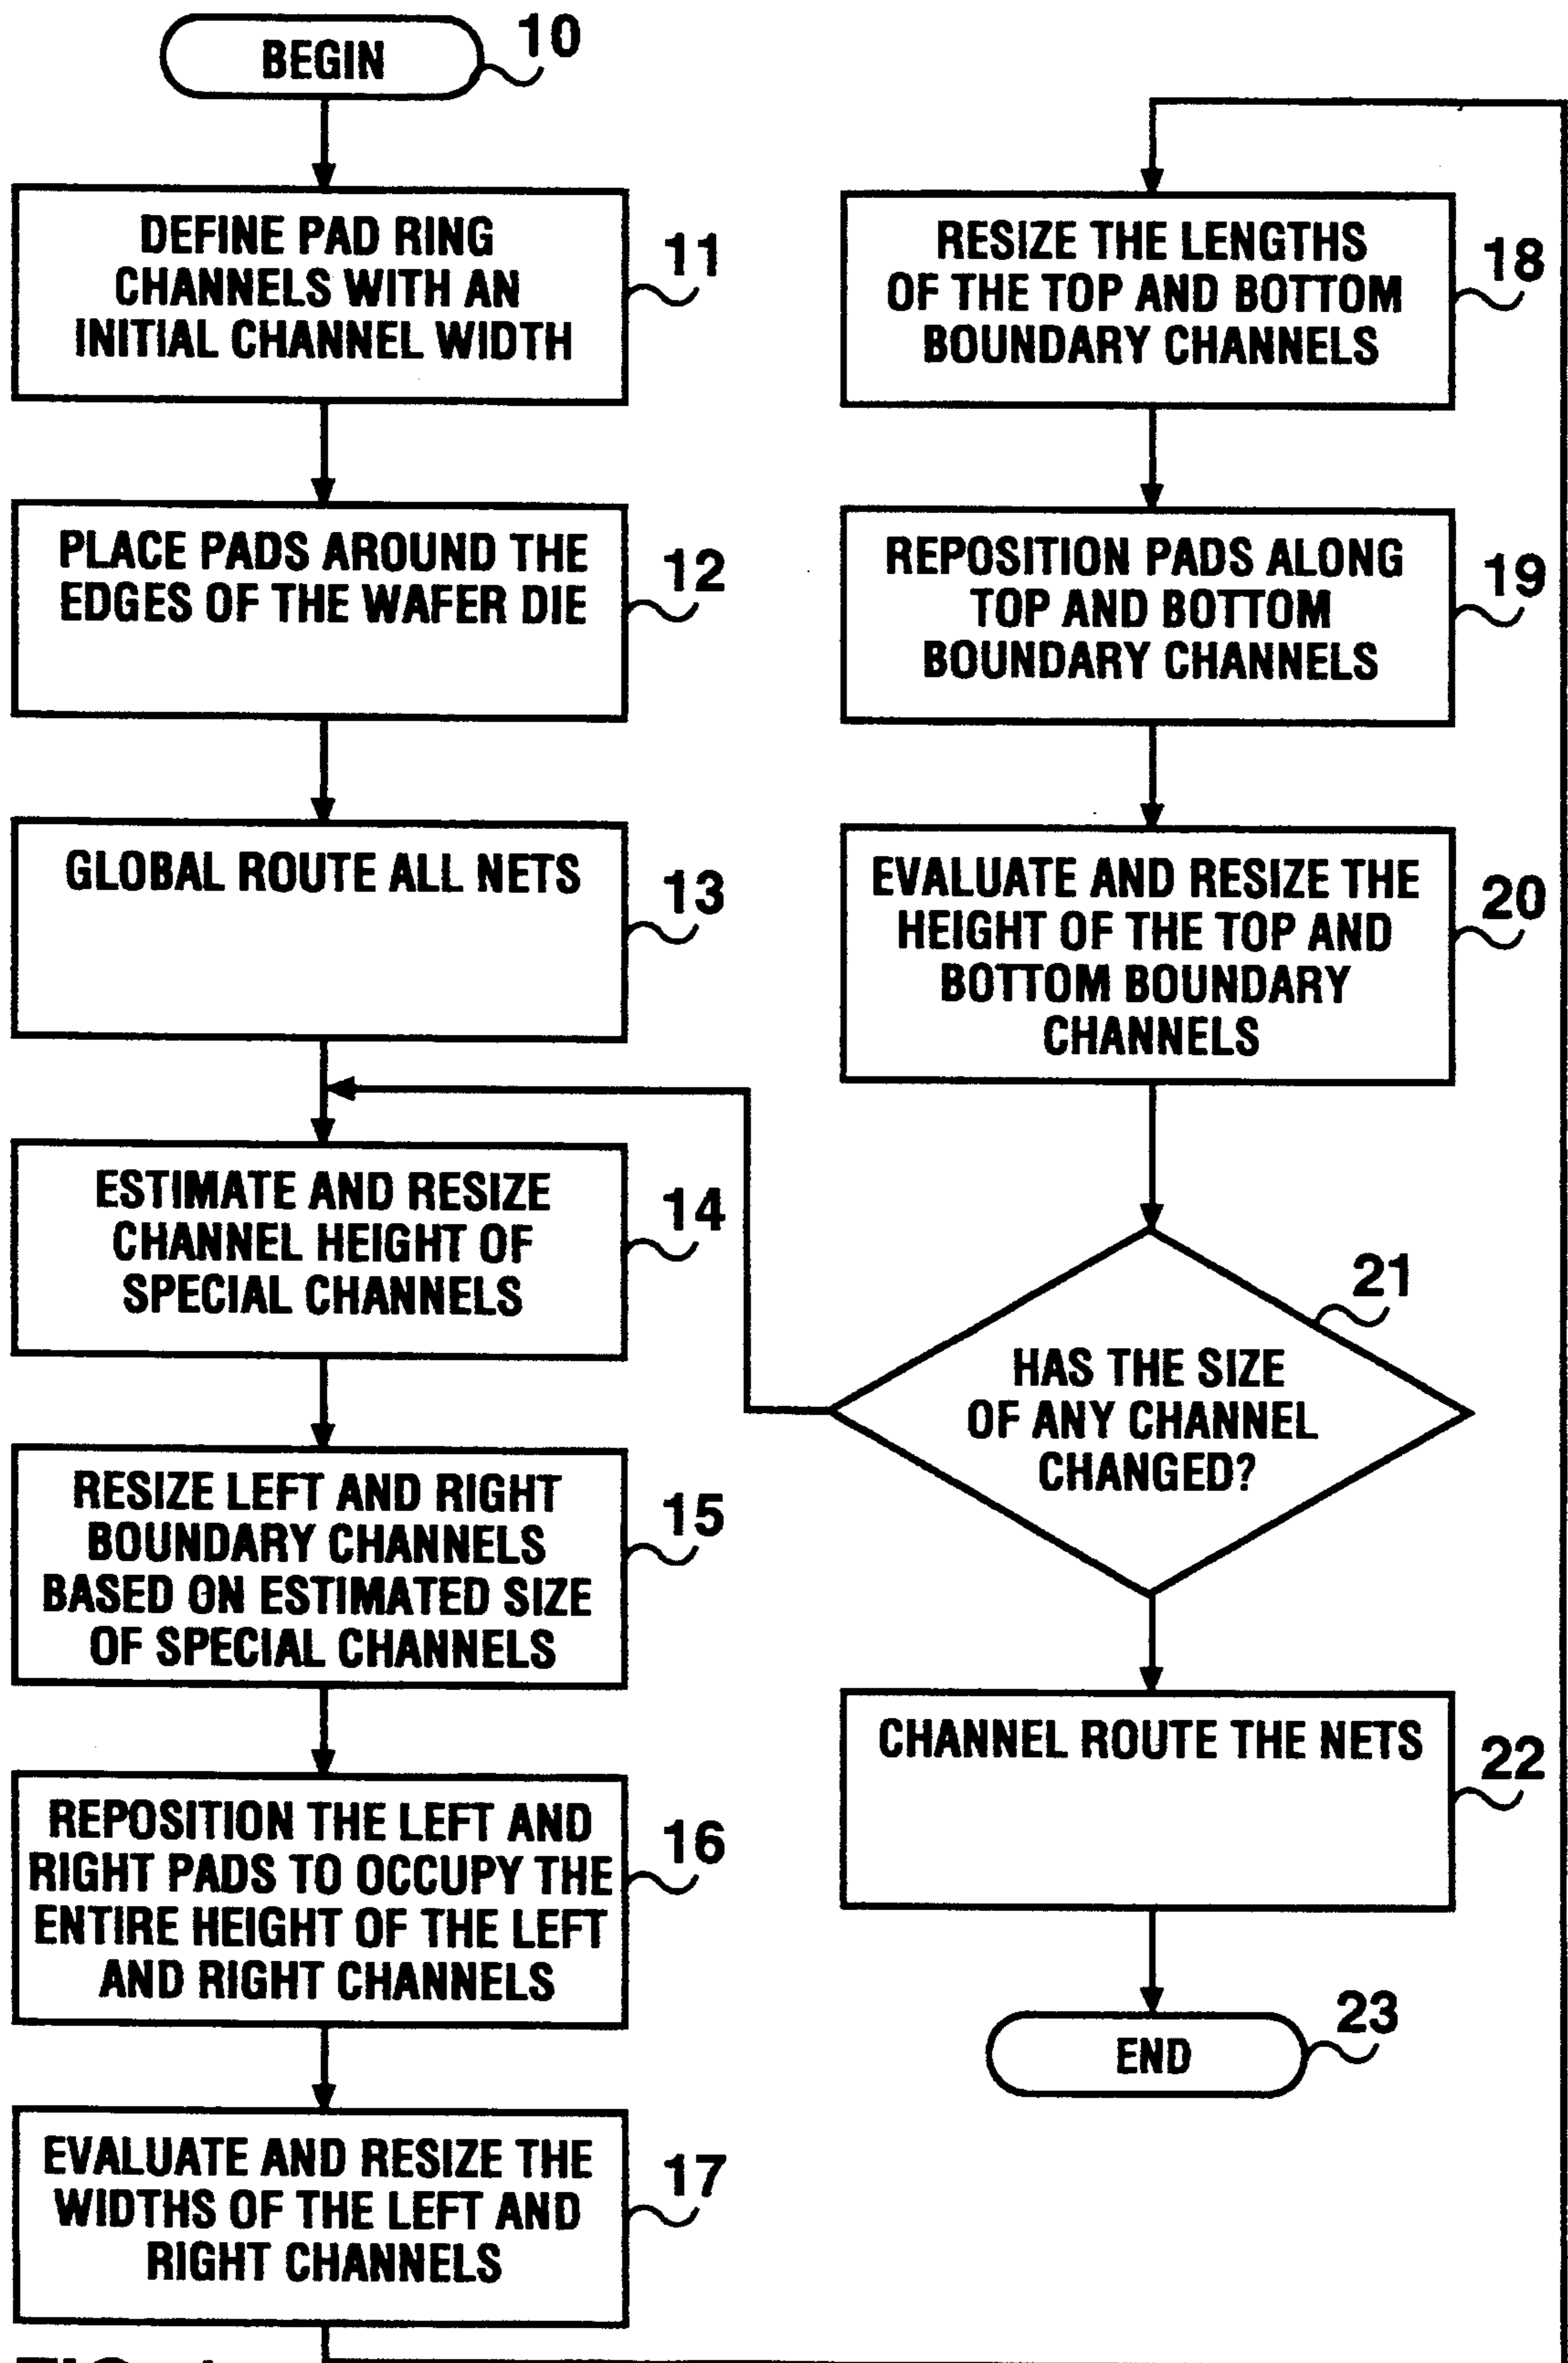 BEGIN
10
DEFINE PAD RING
CHANNELS WITH AN
INITIAL CHANNEL WIDTH
11
PLACE PADS AROUND THE
EDGES OF THE WAFER DIE
12
GLOBAL ROUTE ALL NETS
13
ESTIMATE AND RESIZE
CHANNEL HEIGHT OF
SPECIAL CHANNELS
14
RESIZE LEFT AND RIGHT
BOUNDARY CHANNELS
BASED ON ESTIMATED SIZE
OF SPECIAL CHANNELS
15
REPOSITION THE LEFT AND
RIGHT PADS TO OCCUPY THE
ENTIRE HEIGHT OF THE LEFT
AND RIGHT CHANNELS
16
EVALUATE AND RESIZE THE
WIDTHS OF THE LEFT AND
RIGHT CHANNELS
17
RESIZE THE LENGTHS
OF THE TOP AND BOTTOM
BOUNDARY CHANNELS
18
REPOSITION PADS ALONG
TOP AND BOTTOM
BOUNDARY CHANNELS
19
EVALUATE AND RESIZE THE
HEIGHT OF THE TOP AND
BOTTOM BOUNDARY
CHANNELS
20
HAS THE SIZE
OF ANY CHANNEL
CHANGED?
21
CHANNEL ROUTE THE NETS
22
END
23